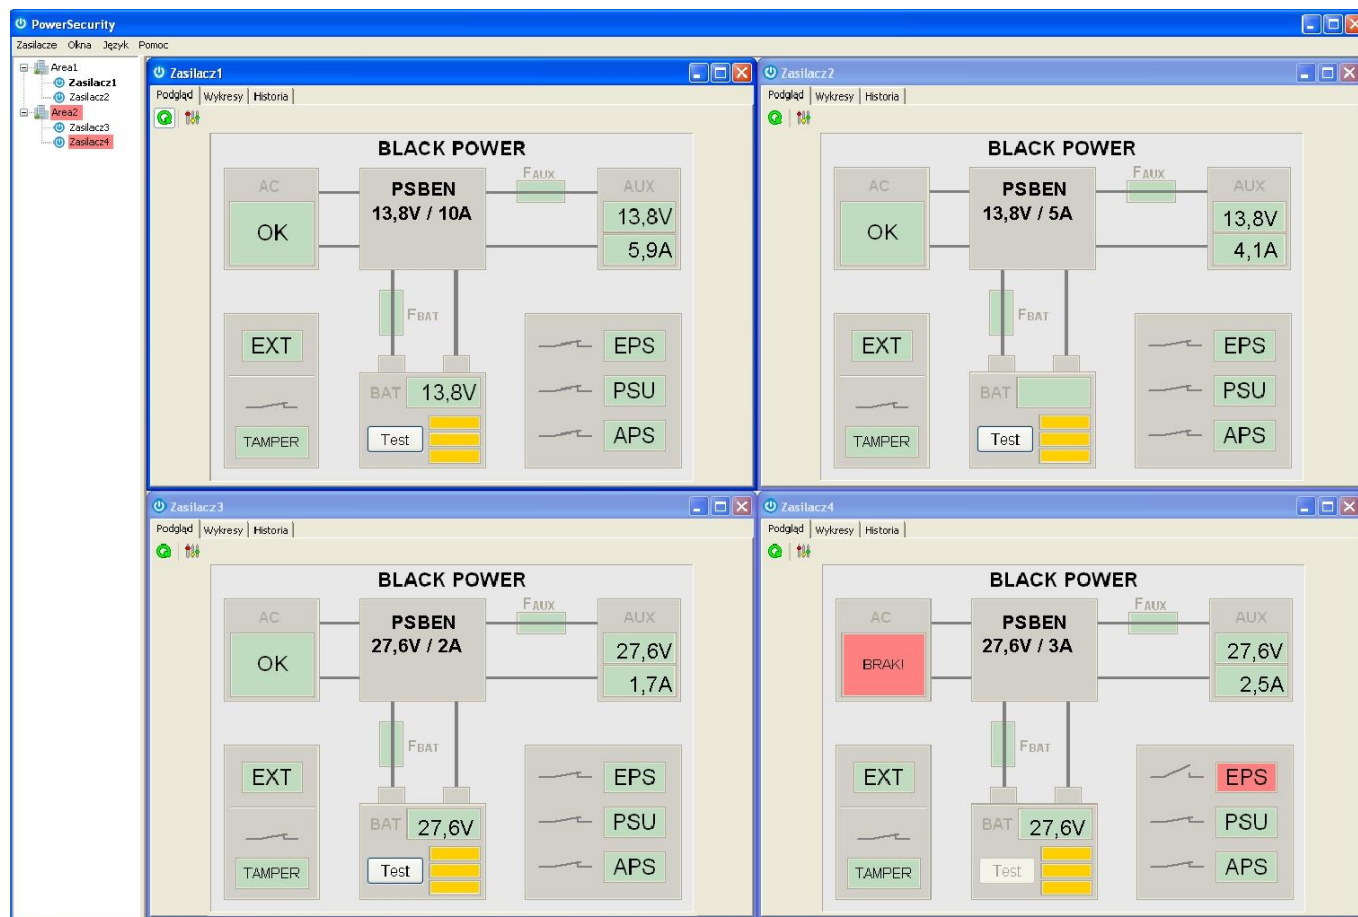 PowerSecurity
Zasilacze Okna Język Pomoc
Area1
Zasilacz1
Zasilacz2
Area2
Zasilacz3
Zasilacz4
Zasilacz1
Podgląd Wykresy Historia
BLACK POWER
AC
OK
PSBEN
13,8V / 10A
FAUX
AUX
13,8V
5,9A
FBAT
EXT
TAMPER
BAT 13,8V
Test
EPS
PSU
APS
Zasilacz2
Podgląd Wykresy Historia
BLACK POWER
AC
OK
PSBEN
13,8V / 5A
FAUX
AUX
13,8V
4,1A
FBAT
EXT
TAMPER
BAT
Test
EPS
PSU
APS
Zasilacz3
Podgląd Wykresy Historia
BLACK POWER
AC
OK
PSBEN
27,6V / 2A
FAUX
AUX
27,6V
1,7A
FBAT
EXT
TAMPER
BAT 27,6V
Test
EPS
PSU
APS
Zasilacz4
Podgląd Wykresy Historia
BLACK POWER
AC
BRAK!
PSBEN
27,6V / 3A
FAUX
AUX
27,6V
2,5A
FBAT
EXT
TAMPER
BAT 27,6V
Test
EPS
PSU
APS